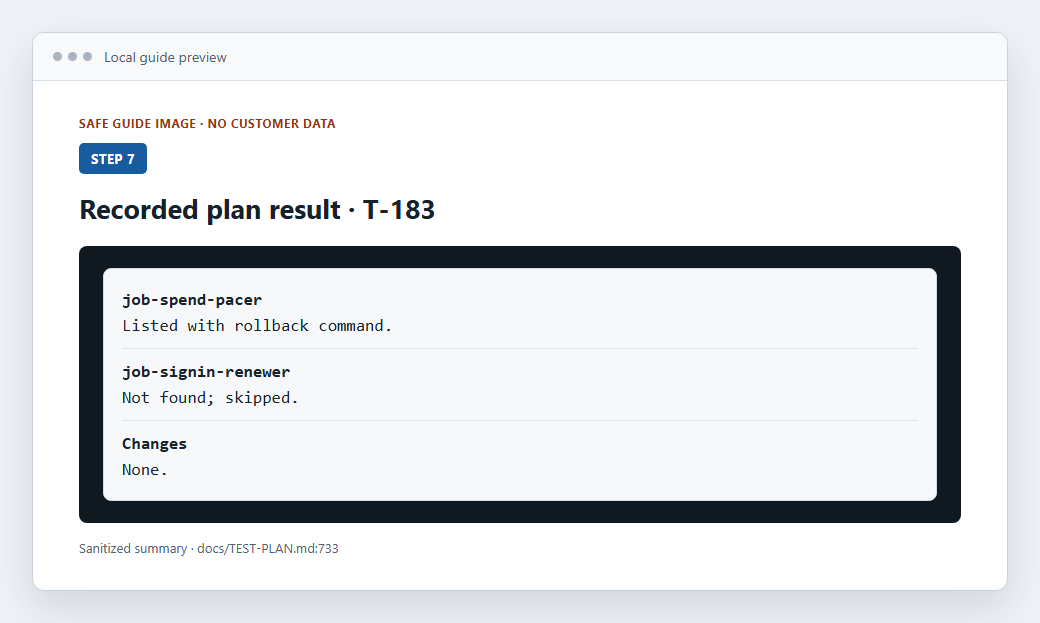 Local guide preview
SAFE GUIDE IMAGE · NO CUSTOMER DATA
STEP 7
Recorded plan result · T-183
job-spend-pacer
Listed with rollback command.
job-signin-renewer
Not found; skipped.
Changes
None.
Sanitized summary · docs/TEST-PLAN.md:733